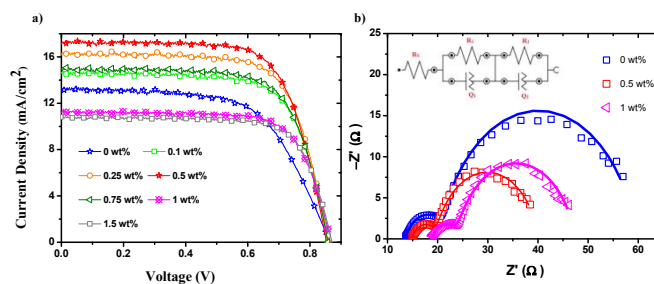 a)
Current Density (mA/cm²)
16
12
8
4
0
0 wt% 0.1 wt%
0.25 wt% 0.5 wt%
0.75 wt% 1 wt%
1.5 wt%
0.0 0.2 0.4 0.6 0.8
Voltage (V)
b)
-Z' (Ω)
25
20
15
10
5
0
Rs R1 R2
Q1 Q2
0 wt%
0.5 wt%
1 wt%
10 20 30 40 50 60
Z' (Ω)